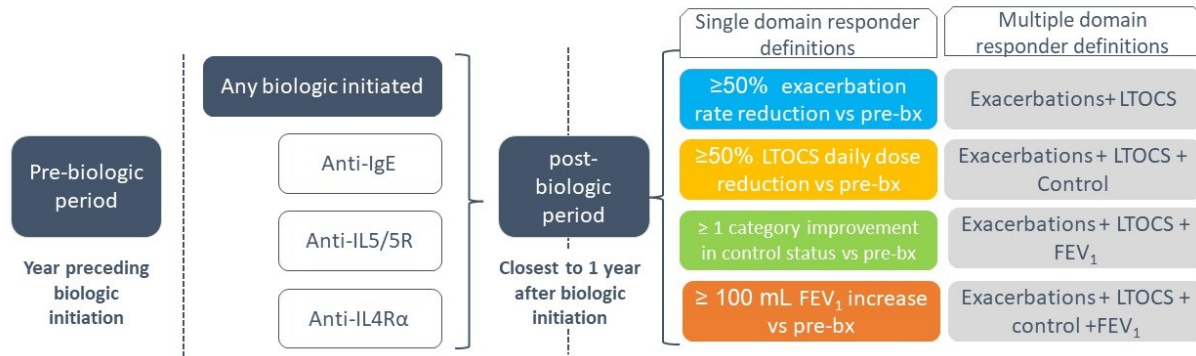 Single domain responder
definitions
Multiple domain
responder definitions
Any biologic initiated
Anti-IgE
Anti-IL5/5R
Anti-IL4Rα
Pre-biologic
period
Year preceding
biologic
initiation
post-
biologic
period
Closest to 1 year
after biologic
initiation
≥50% exacerbation
rate reduction vs pre-bx
≥50% LTOCS daily dose
reduction vs pre-bx
≥ 1 category improvement
in control status vs pre-bx
≥ 100 mL FEV₁ increase
vs pre-bx
Exacerbations+ LTOCS
Exacerbations + LTOCS +
Control
Exacerbations + LTOCS +
FEV₁
Exacerbations + LTOCS +
control +FEV₁